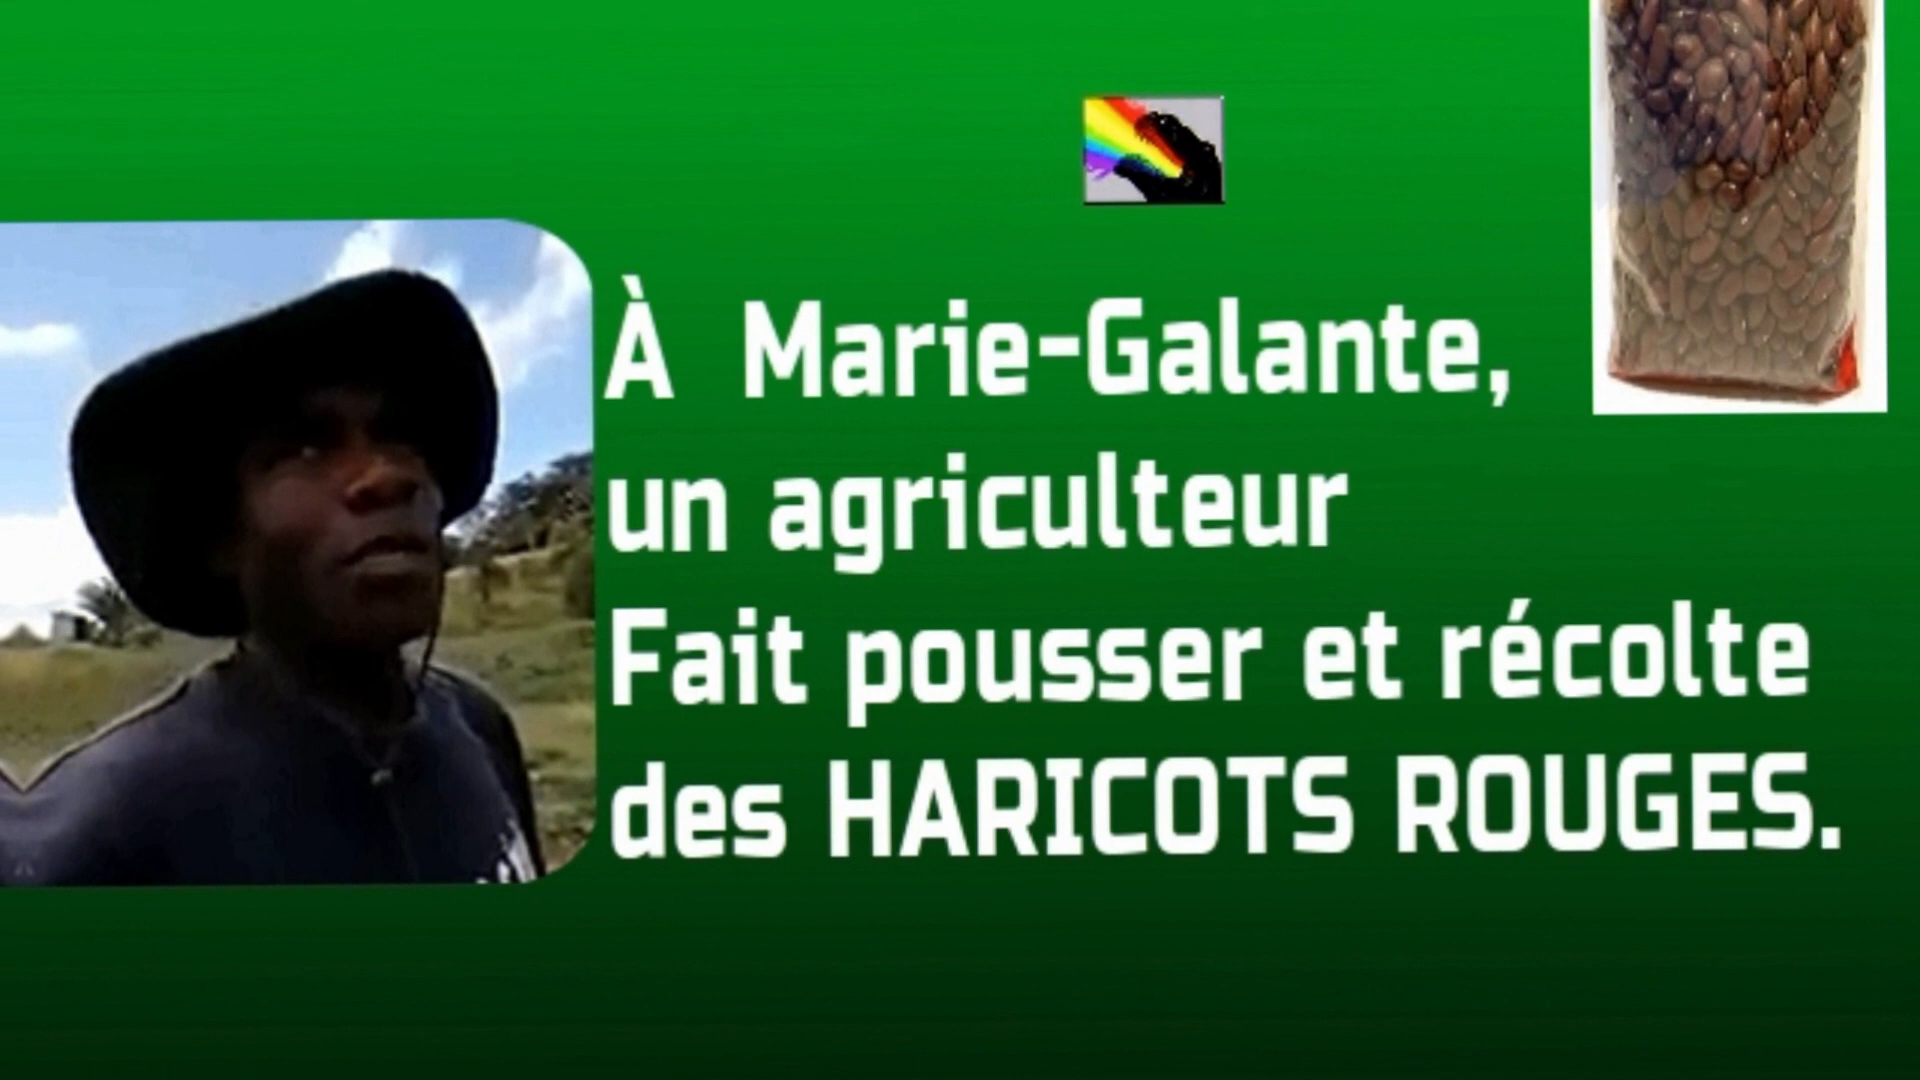 À Marie-Galante,
un agriculteur
Fait pousser et récolte
des HARICOTS ROUGES.